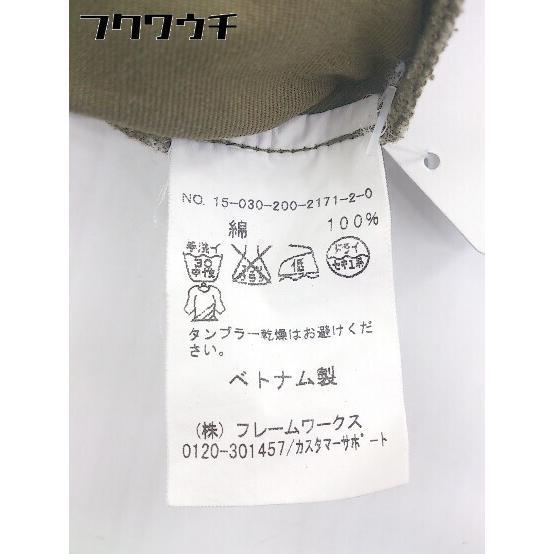 フクワウチ
NO. 15-030-200-2171-2-0
綿 100%
手洗イ
30
中性
低
ドライ
セキユ系
タンブラー乾燥はお避けくだ
さい。
ベトナム製
(株) フレームワークス
0120-301457/カスタマーサポート